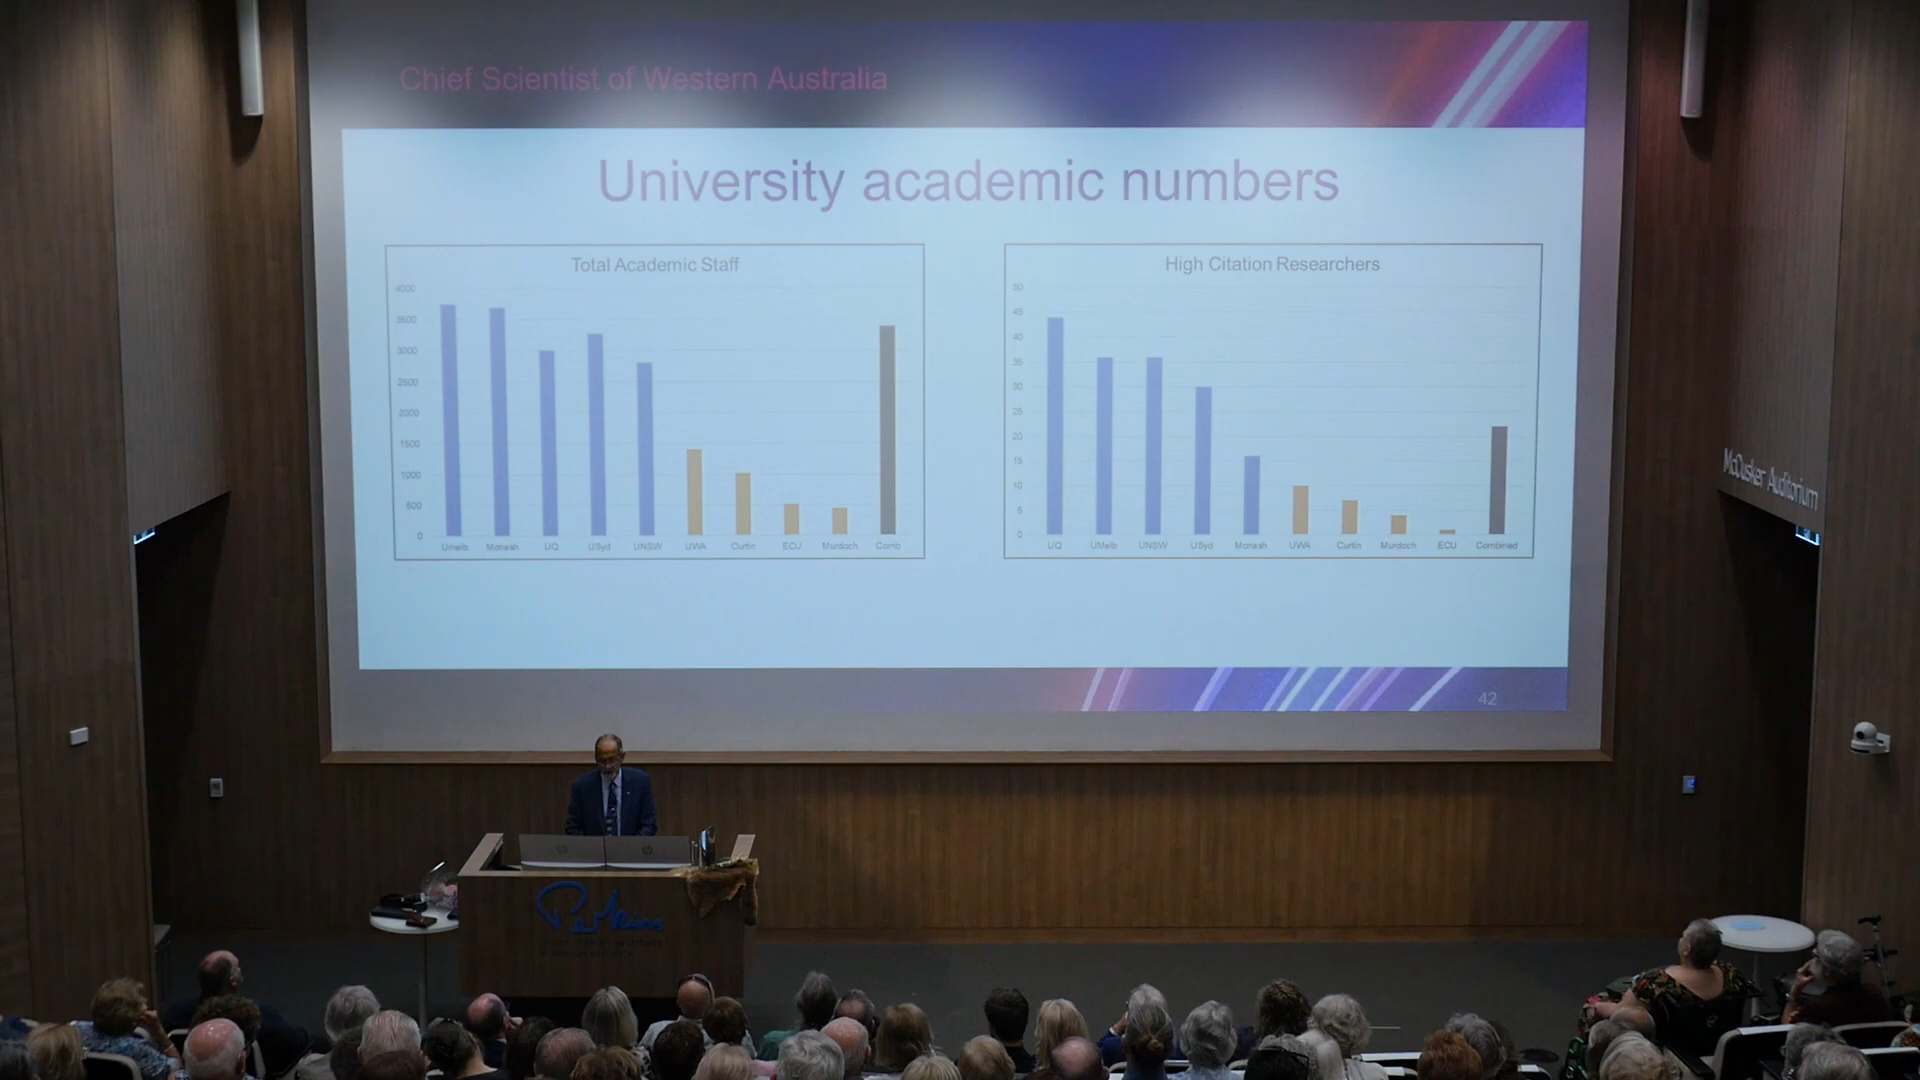 Chief Scientist of Western Australia
University academic numbers
Total Academic Staff
4000
3500
3000
2500
2000
1500
1000
500
0
Umelb Monash UQ USyd UNSW UWA Curtin ECU Murdoch Comb
High Citation Researchers
50
45
40
35
30
25
20
15
10
5
0
UQ UMelb UNSW USyd Monash UWA Curtin Murdoch ECU Combined
42
McCusker Auditorium
Perkins